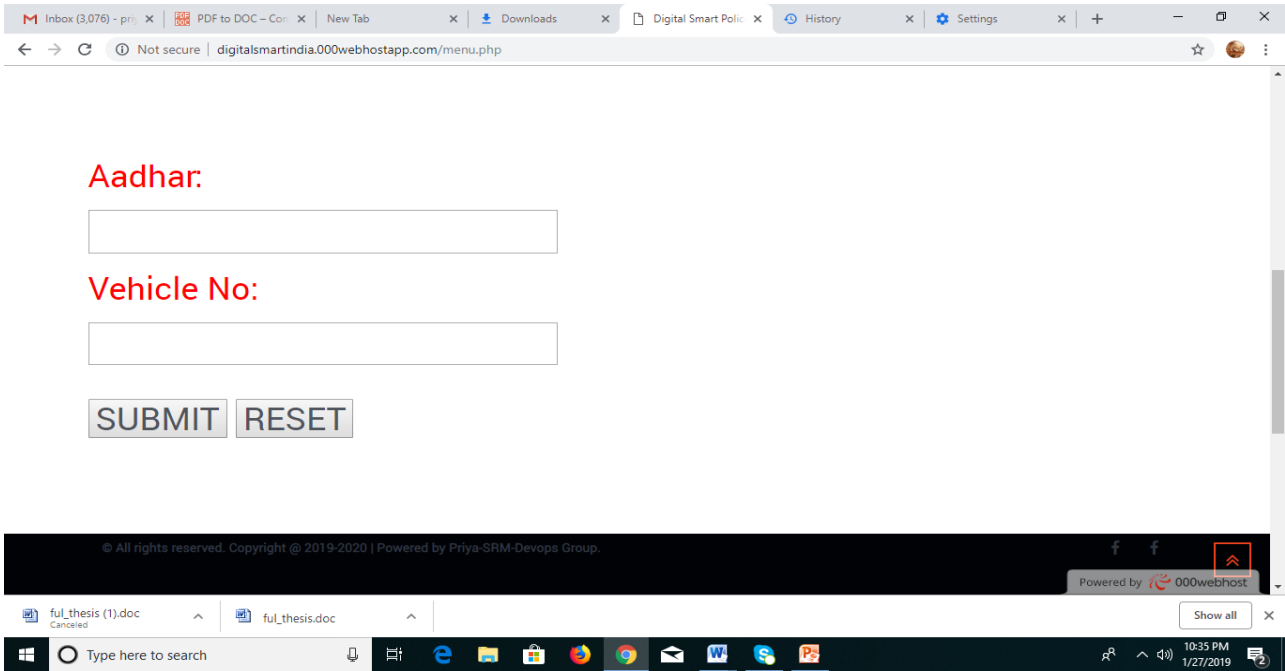 Inbox (3,076) - pri
PDF to DOC – Con
New Tab
Downloads
Digital Smart Polic
History
Settings
Not secure | digitalsmartindia.000webhostapp.com/menu.php
Aadhar:
Vehicle No:
SUBMIT RESET
© All rights reserved. Copyright @ 2019-2020 | Powered by Priya-SRM-Devops Group.
Powered by 000webhost
ful_thesis (1).doc
Canceled
ful_thesis.doc
Show all
Type here to search
10:35 PM
1/27/2019
2